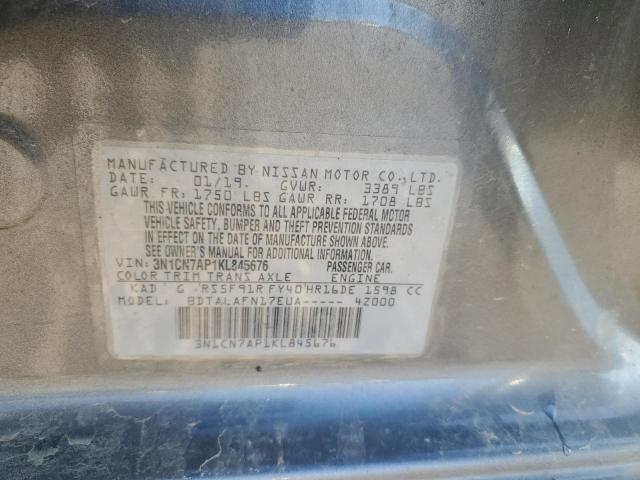 MANUFACTURED BY NISSAN MOTOR CO., LTD.
DATE: 01/19. GVWR: 3389 LBS
GAWR FR: 1750 LBS GAWR RR: 1708 LBS
THIS VEHICLE CONFORMS TO ALL APPLICABLE FEDERAL MOTOR
VEHICLE SAFETY, BUMPER AND THEFT PREVENTION STANDARDS
IN EFFECT ON THE DATE OF MANUFACTURE SHOWN ABOVE.
SEE OWNER'S MANUAL FOR ADDITIONAL INFORMATION.
VIN: 3N1CN7AP1KL845676 PASSENGER CAR.
COLOR TRIM TRANS AXLE ENGINE
KAD G RS5F91R FY40 HR16DE 1598 CC
MODEL: BDTALAFN17EUA----- 42000
3N1CN7AP1KL845676